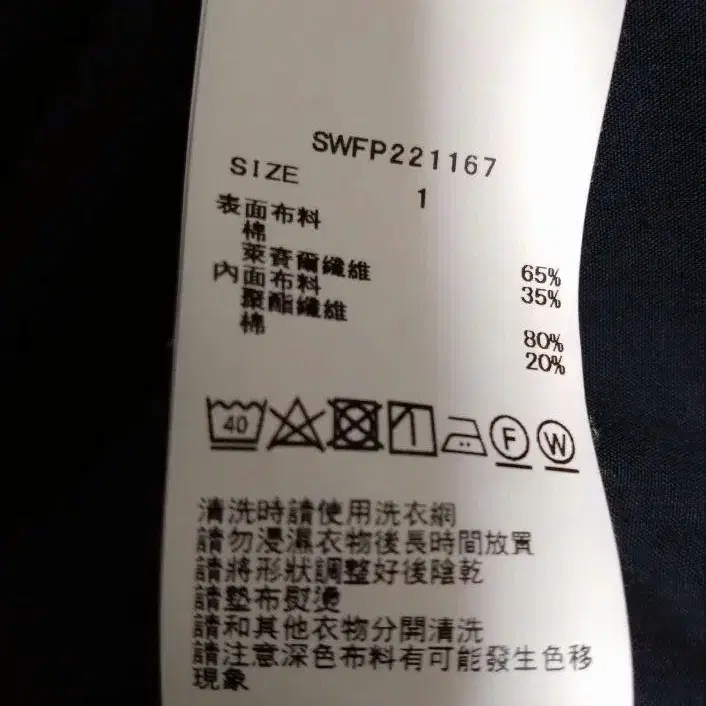 SWFP221167
SIZE 1
表面布料
棉 65%
萊賽爾纖維 35%
內面布料
聚酯纖維 80%
棉 20%
40 F W
清洗時請使用洗衣網
請勿浸濕衣物後長時間放置
請將形狀調整好後陰乾
請墊布熨燙
請和其他衣物分開清洗
請注意深色布料有可能發生色移
現象